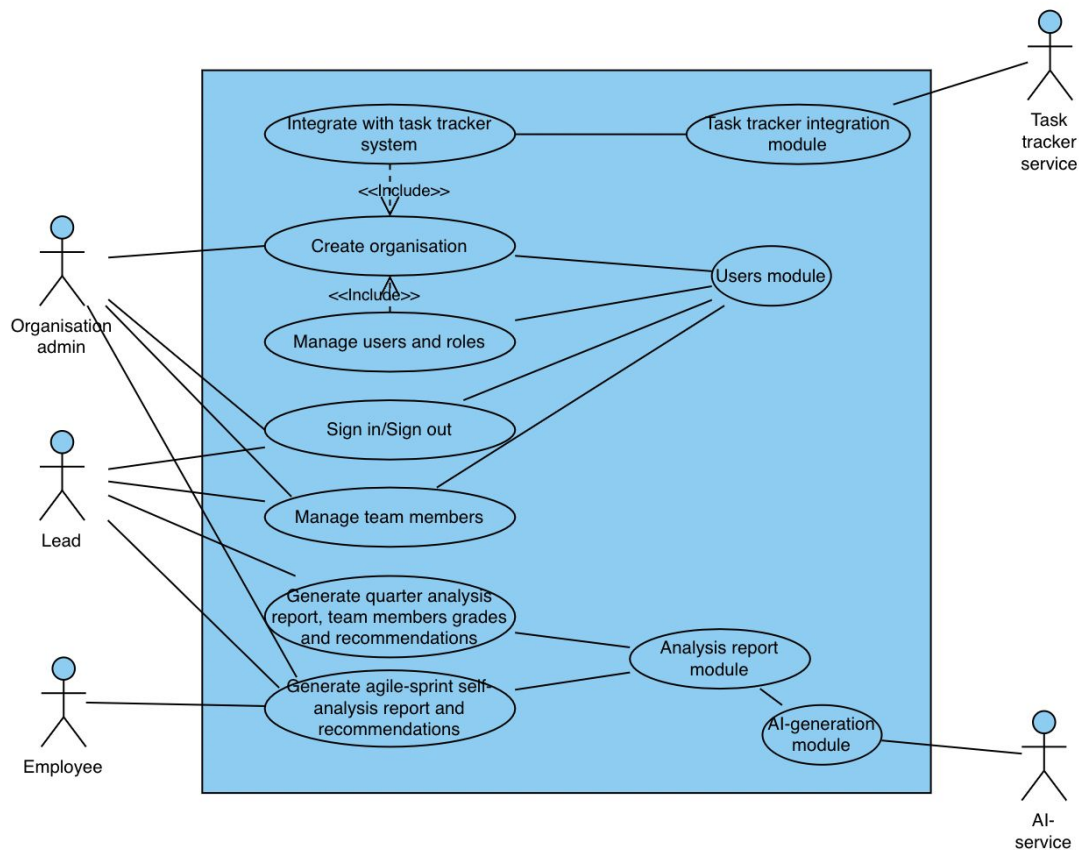 Task
tracker
service
Integrate with task tracker
system
Task tracker integration
module
<<Include>>
Create organisation
Users module
Organisation
admin
<<Include>>
Manage users and roles
Sign in/Sign out
Lead
Manage team members
Generate quarter analysis
report, team members grades
and recommendations
Analysis report
module
Generate agile-sprint self-
analysis report and
recommendations
AI-generation
module
Employee
AI-
service